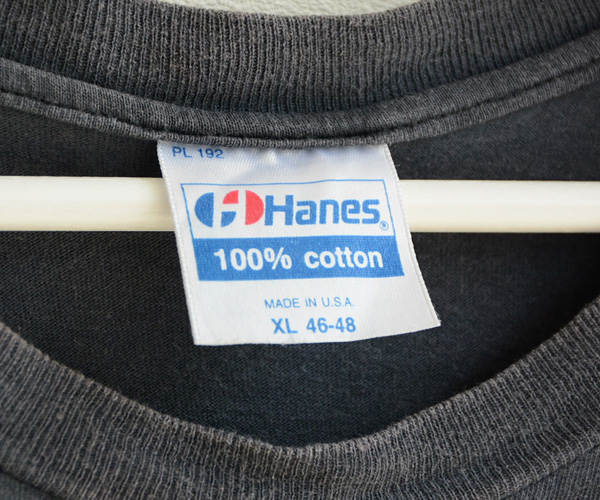 PL 192
Hanes®
100% cotton
MADE IN U.S.A.
XL 46-48